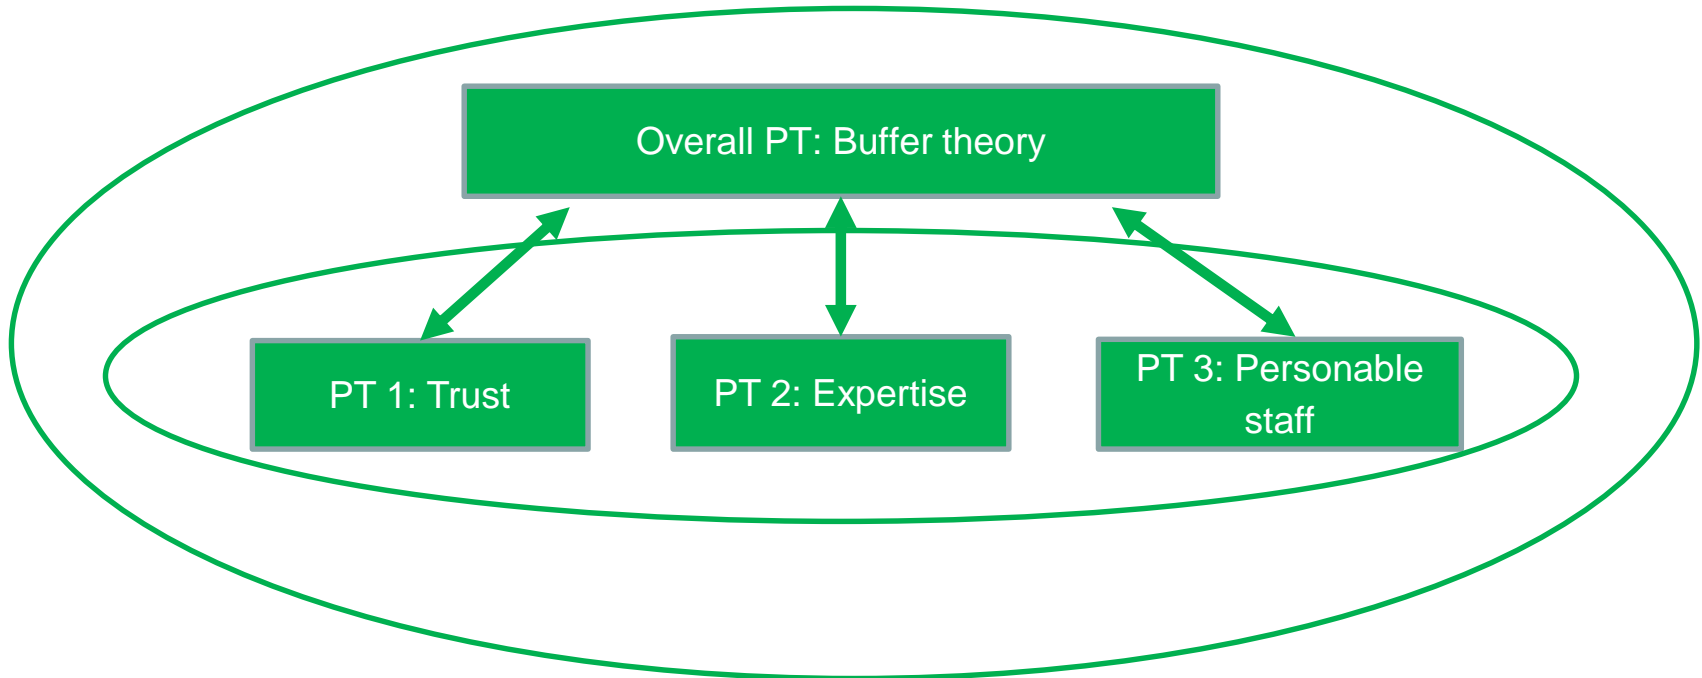 Overall PT: Buffer theory
PT 1: Trust
PT 2: Expertise
PT 3: Personable
staff